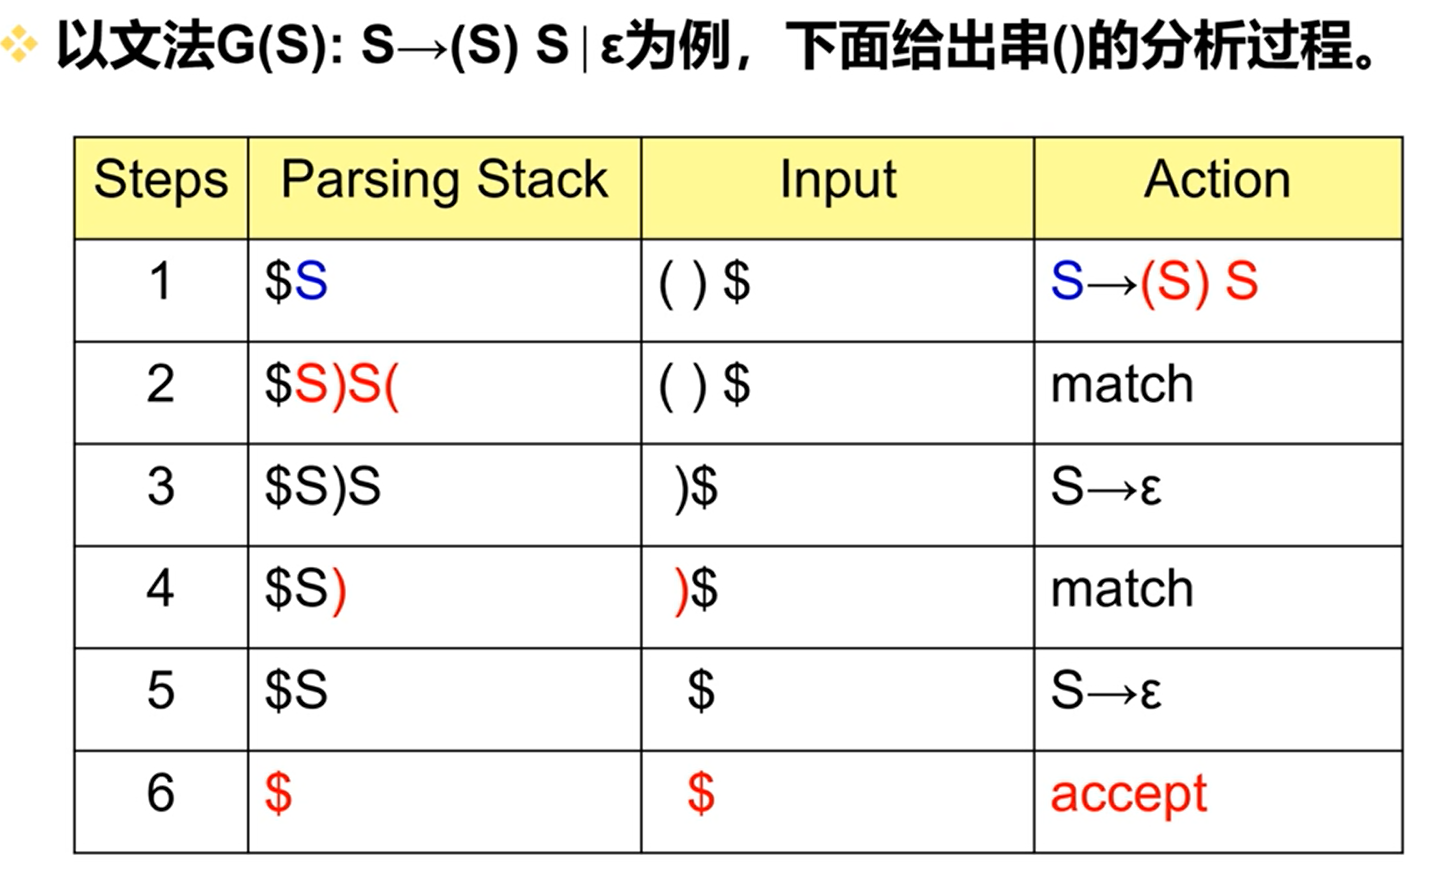 以文法G(S): S→(S) S | ε为例，下面给出串()的分析过程。
Steps Parsing Stack Input Action
1 $S ( ) $ S→(S) S
2 $S)S( ( ) $ match
3 $S)S )$ S→ε
4 $S) )$ match
5 $S $ S→ε
6 $ $ accept